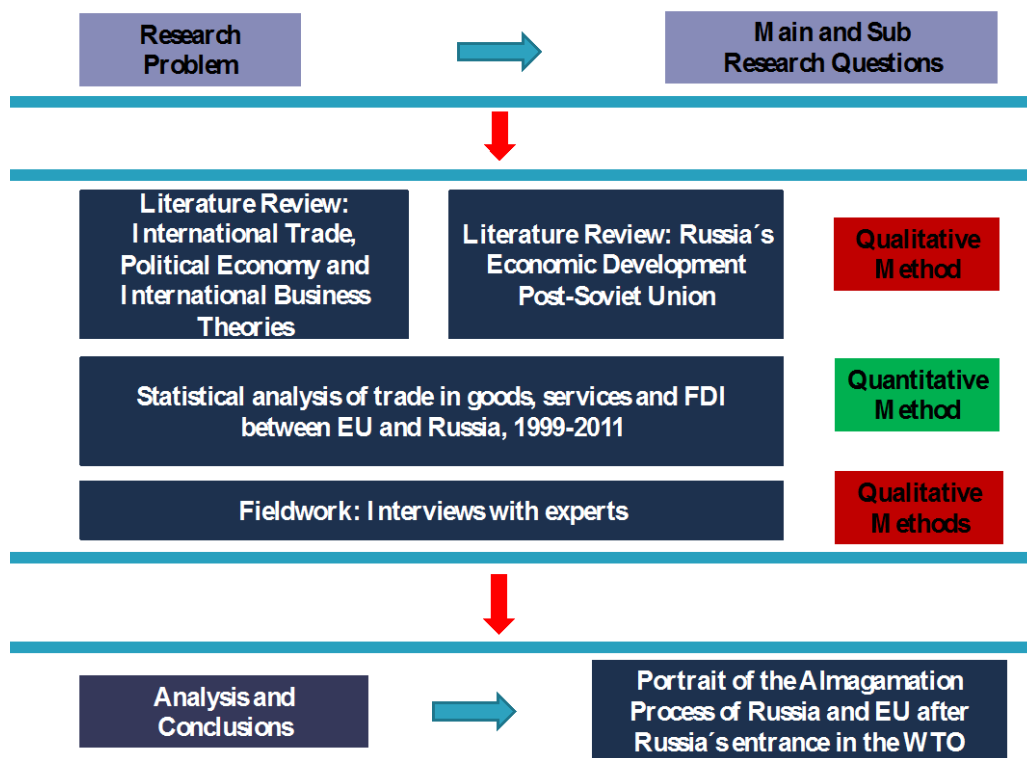 Research
Problem
Main and Sub
Research Questions
Literature Review:
International Trade,
Political Economy and
International Business
Theories
Literature Review: Russia´s
Economic Development
Post-Soviet Union
Qualitative
Method
Statistical analysis of trade in goods, services and FDI
between EU and Russia, 1999-2011
Quantitative
Method
Fieldwork: Interviews with experts
Qualitative
Methods
Analysis and
Conclusions
Portrait of the Almagamation
Process of Russia and EU after
Russia´s entrance in the WTO